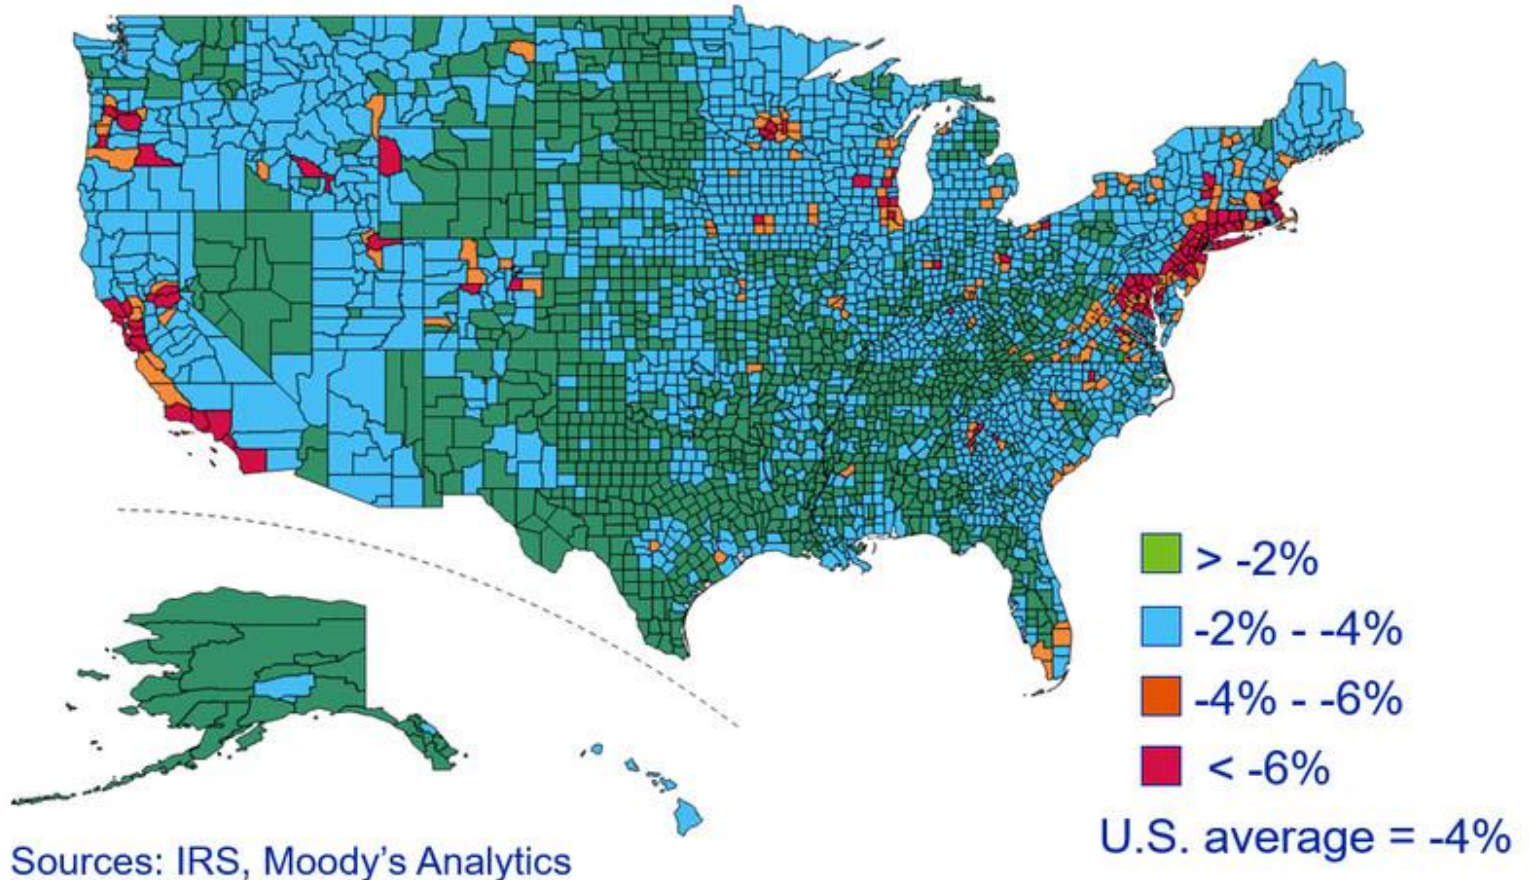 > -2%
-2% - -4%
-4% - -6%
< -6%
U.S. average = -4%
Sources: IRS, Moody's Analytics